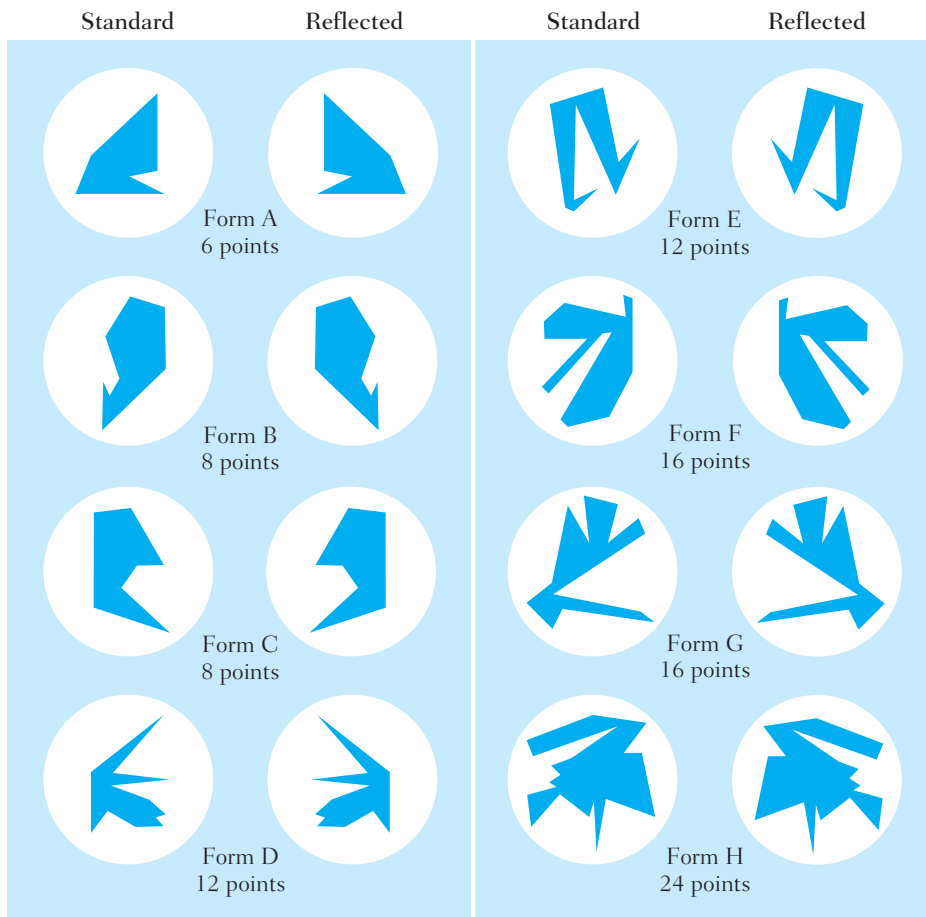 Standard Reflected Standard Reflected
Form A
6 points
Form B
8 points
Form C
8 points
Form D
12 points
Form E
12 points
Form F
16 points
Form G
16 points
Form H
24 points